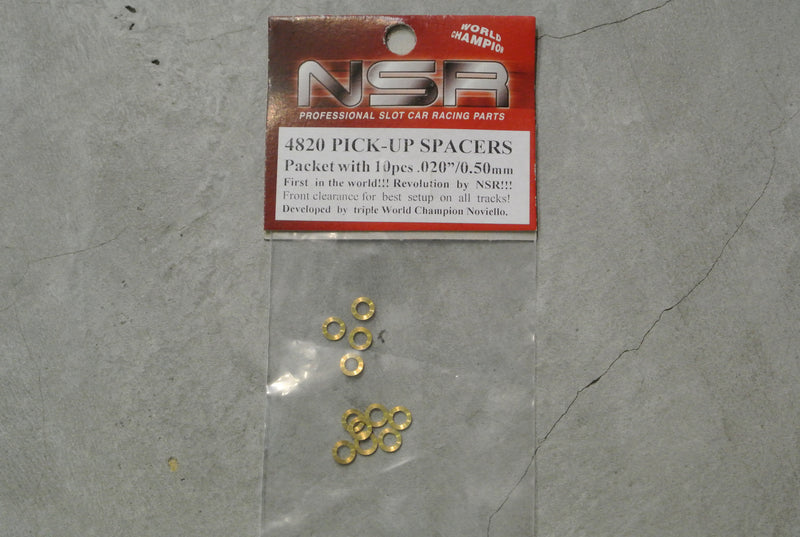 WORLD
CHAMPION
NSR
PROFESSIONAL SLOT CAR RACING PARTS
4820 PICK-UP SPACERS
Packet with 10pcs .020”/0.50mm
First in the world!!! Revolution by NSR!!!
Front clearance for best setup on all tracks!
Developed by triple World Champion Noviello.